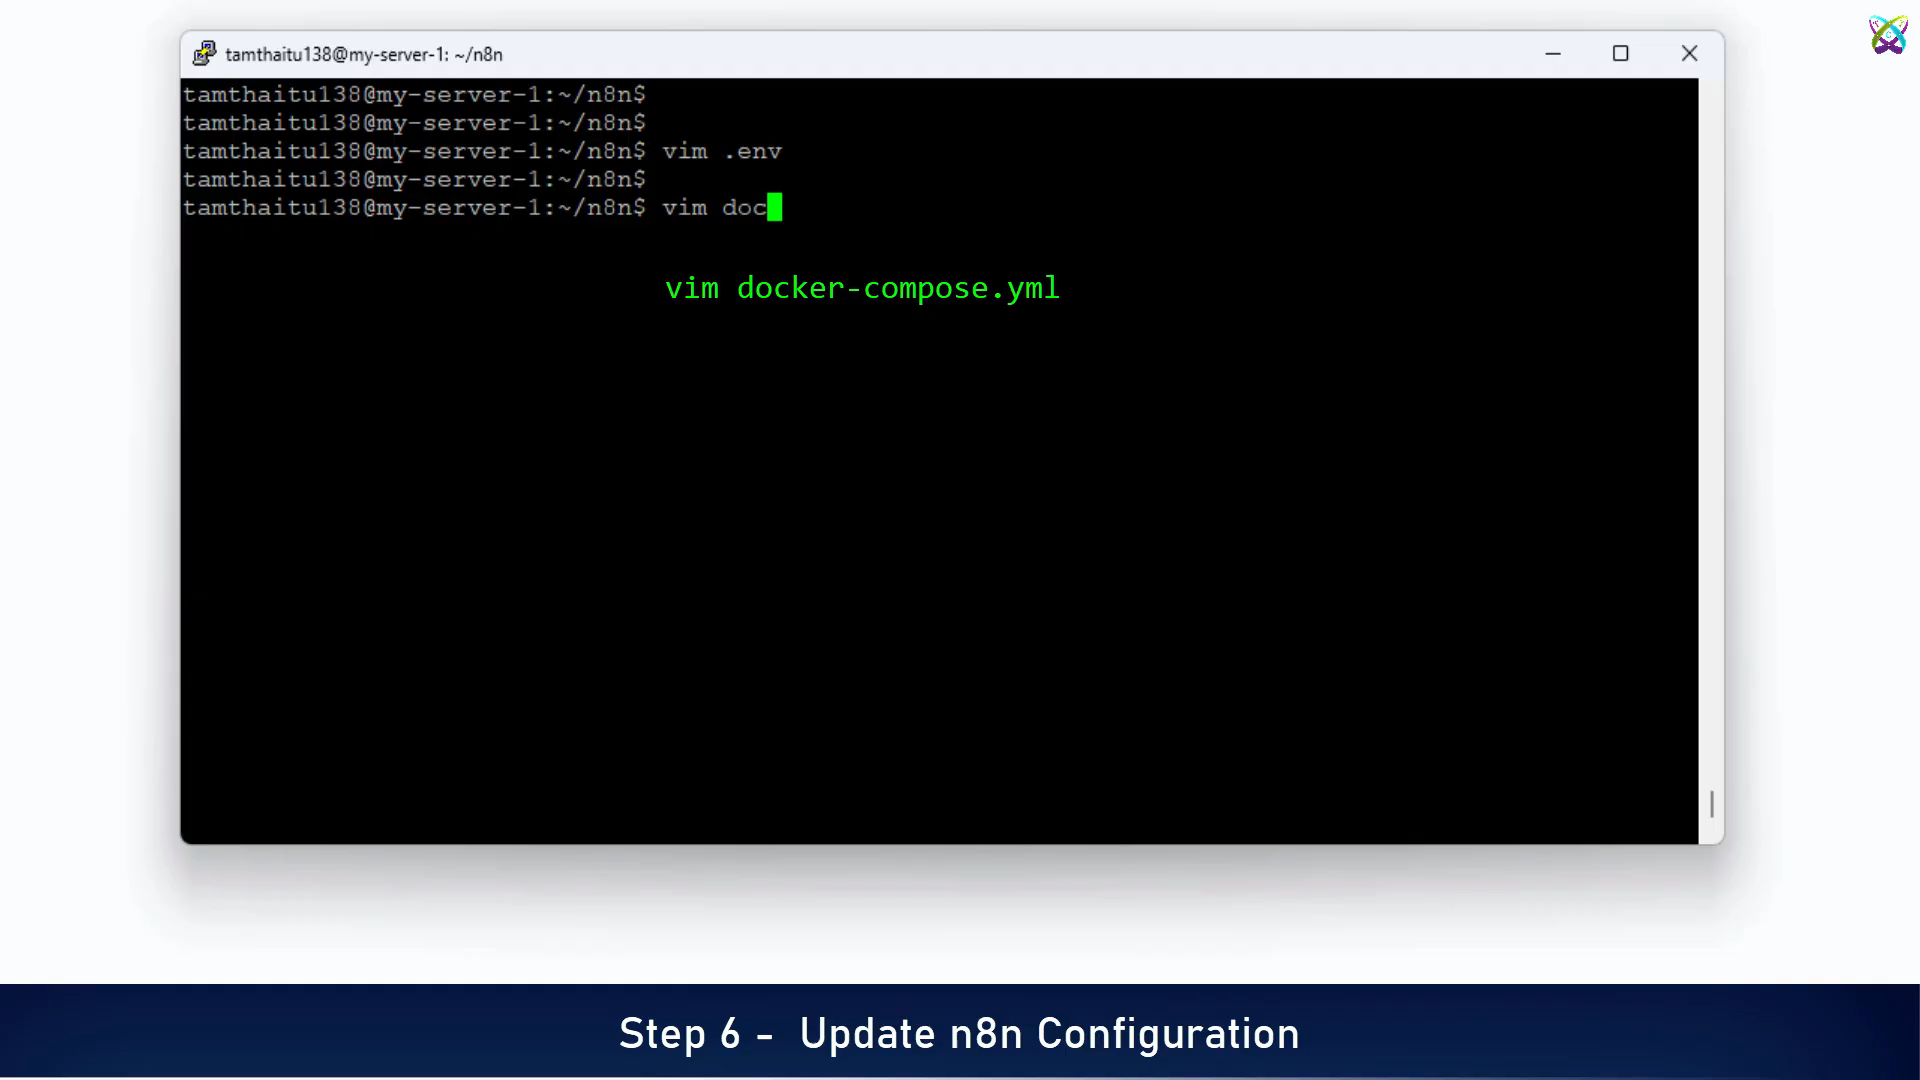 tamthaitu138@my-server-1: ~/n8n
tamthaitu138@my-server-1:~/n8n$
tamthaitu138@my-server-1:~/n8n$
tamthaitu138@my-server-1:~/n8n$ vim .env
tamthaitu138@my-server-1:~/n8n$
tamthaitu138@my-server-1:~/n8n$ vim doc
vim docker-compose.yml
Step 6 - Update n8n Configuration